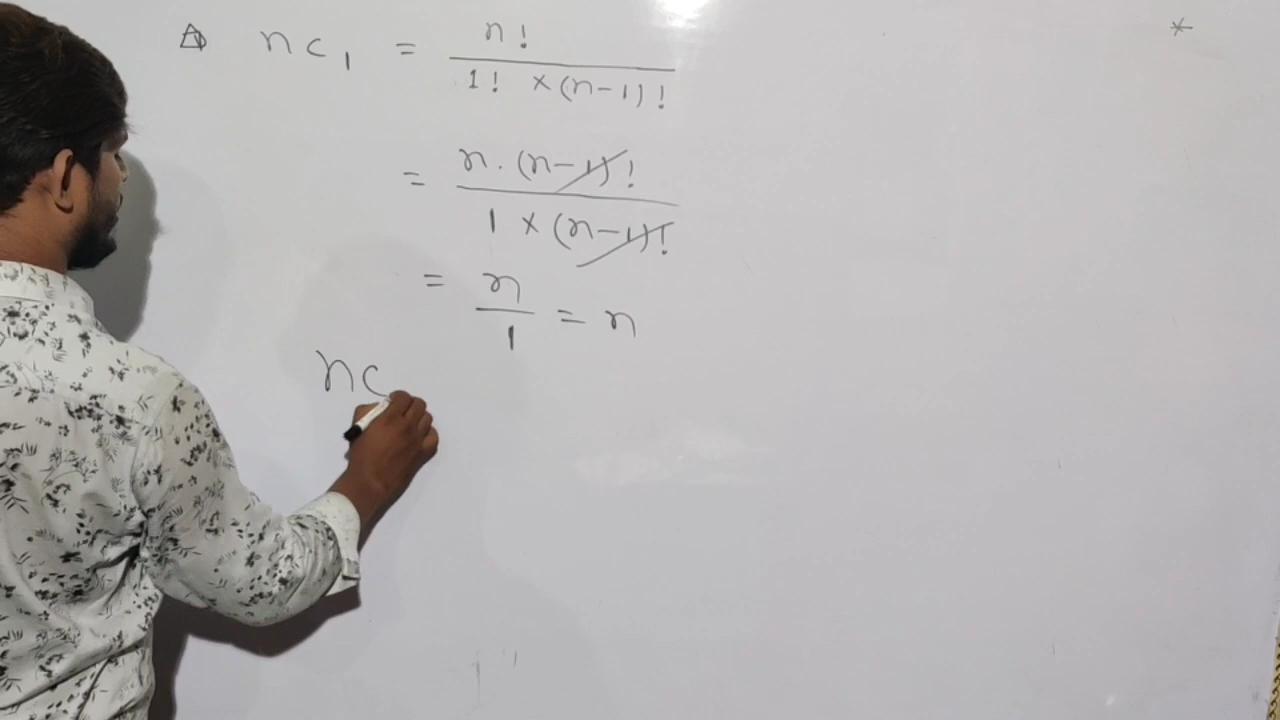 nC₁ = n! / 1! × (n-1)!
= n . (n-1)! / 1 × (n-1)!
= n / 1 = n
nC